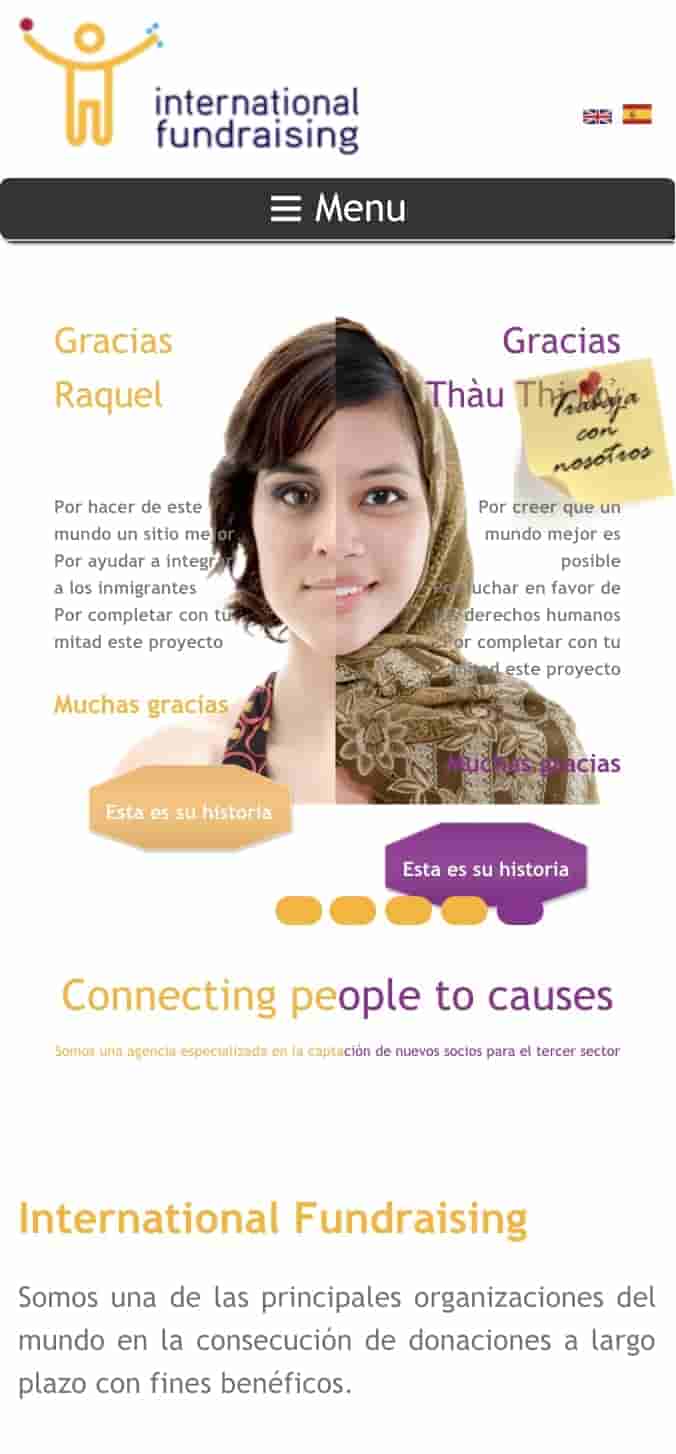 international
fundraising
Menu
Gracias
Raquel
Por hacer de este
mundo un sitio mejor
Por ayudar a integrar
a los inmigrantes
Por completar con tu
mitad este proyecto
Muchas gracias
Esta es su historia
Gracias
Thàu
Trabaja
con
nosotros
Por creer que un
mundo mejor es
posible
luchar en favor de
derechos humanos
Por completar con tu
mitad este proyecto
Muchas gracias
Esta es su historia
Connecting people to causes
Somos una agencia especializada en la captación de nuevos socios para el tercer sector
International Fundraising
Somos una de las principales organizaciones del
mundo en la consecución de donaciones a largo
plazo con fines benéficos.